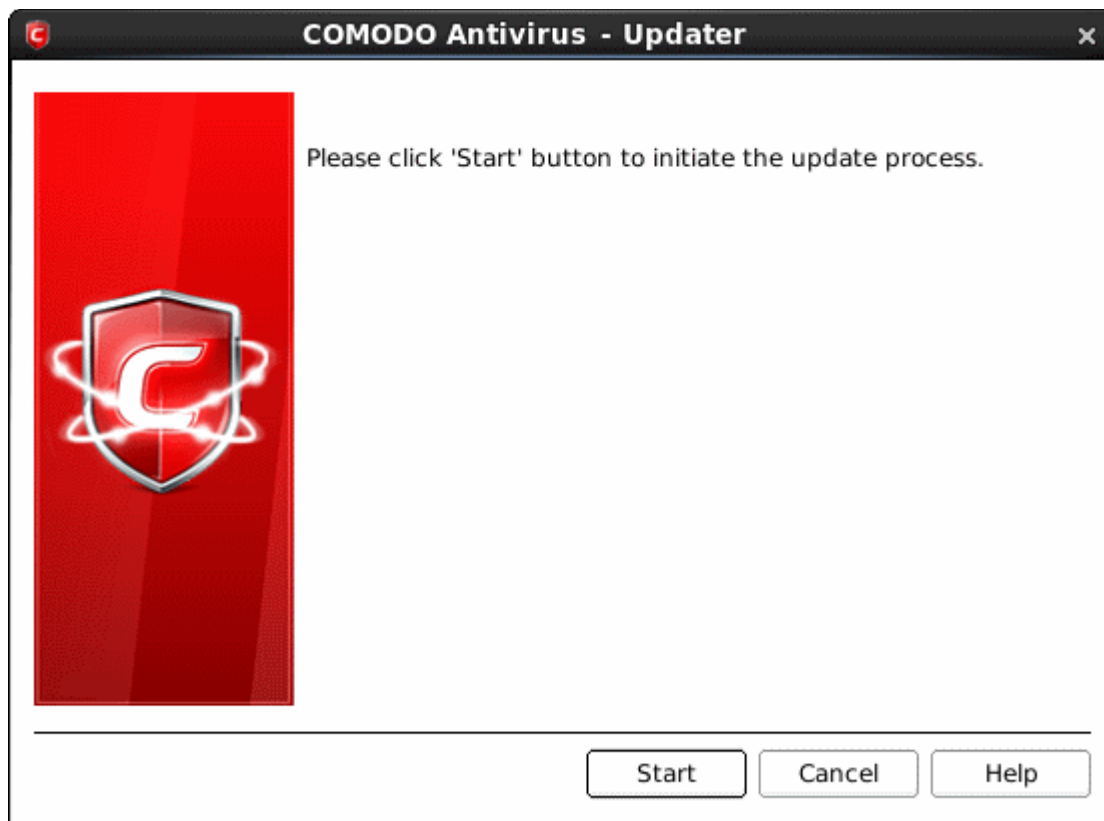 COMODO Antivirus - Updater
Please click 'Start' button to initiate the update process.
Start
Cancel
Help